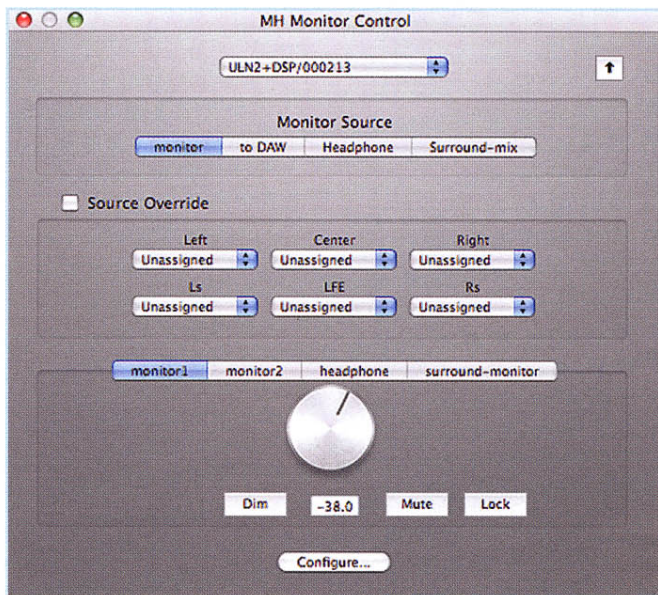 MH Monitor Control
ULN2+DSP/000213
Monitor Source
monitor to DAW Headphone Surround-mix
Source Override
Left Center Right
Unassigned Unassigned Unassigned
Ls LFE Rs
Unassigned Unassigned Unassigned
monitor1 monitor2 headphone surround-monitor
Dim -38.0 Mute Lock
Configure...